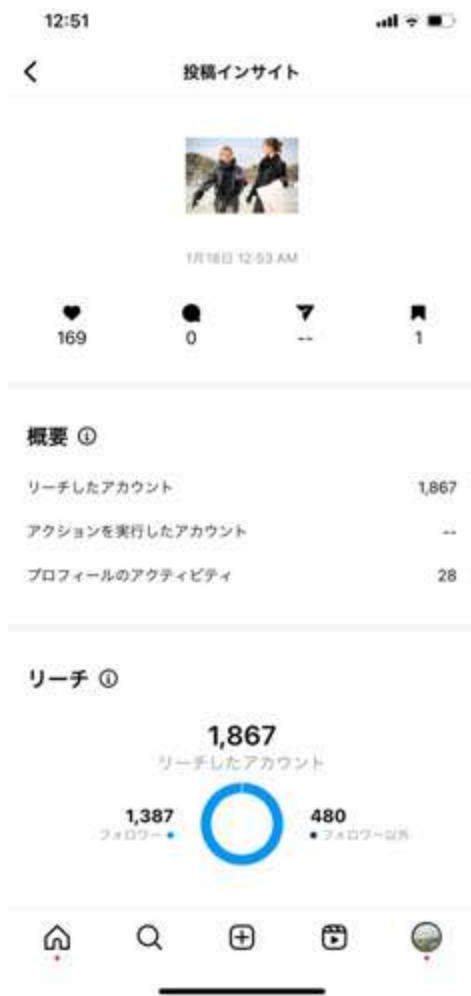 12:51
投稿インサイト
1月18日 12:53 AM
169 0 -- 1
概要
リーチしたアカウント 1,867
アクションを実行したアカウント --
プロフィールのアクティビティ 28
リーチ
1,867
リーチしたアカウント
1,387 480
フォロワー フォロワー以外